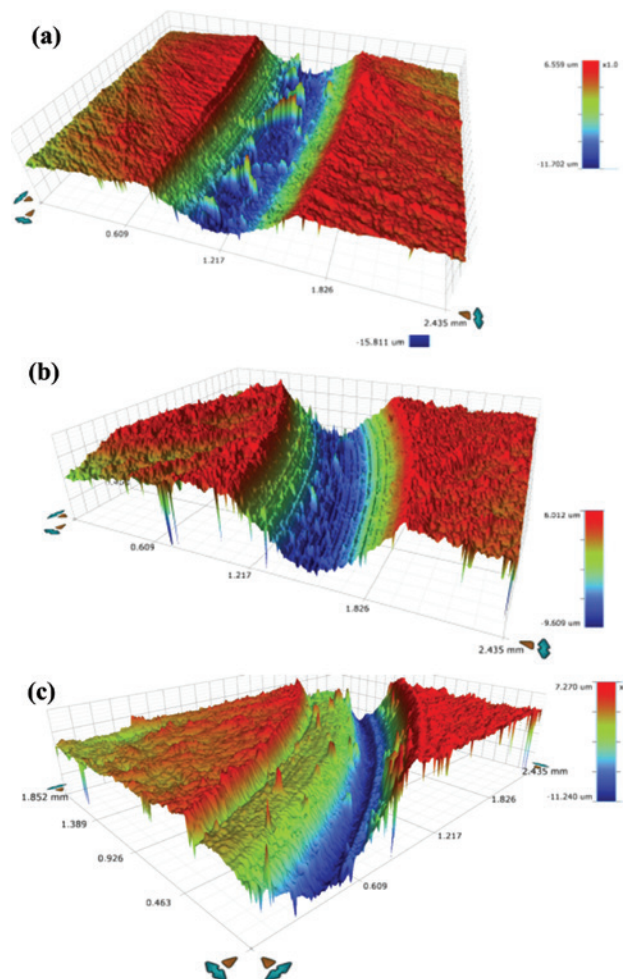 (a)
6.559 um x1.0
-11.702 um
0.609
1.217
1.826
2.435 mm
-15.811 um
(b)
6.012 um
-9.609 um
0.609
1.217
1.826
2.435 mm
(c)
7.270 um x
-11.240 um
2.435 mm
1.826
1.217
0.609
1.852 mm
1.389
0.926
0.463